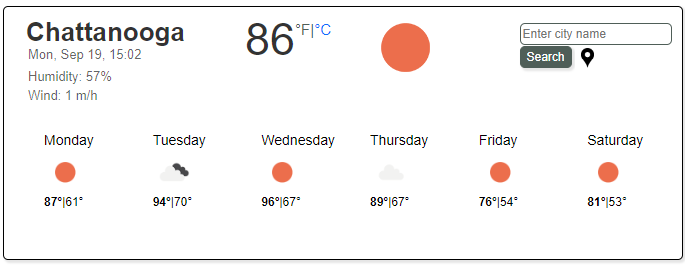 Chattanooga
Mon, Sep 19, 15:02
Humidity: 57%
Wind: 1 m/h
86°F|°C
Enter city name
Search
Monday Tuesday Wednesday Thursday Friday Saturday
87°|61° 94°|70° 96°|67° 89°|67° 76°|54° 81°|53°